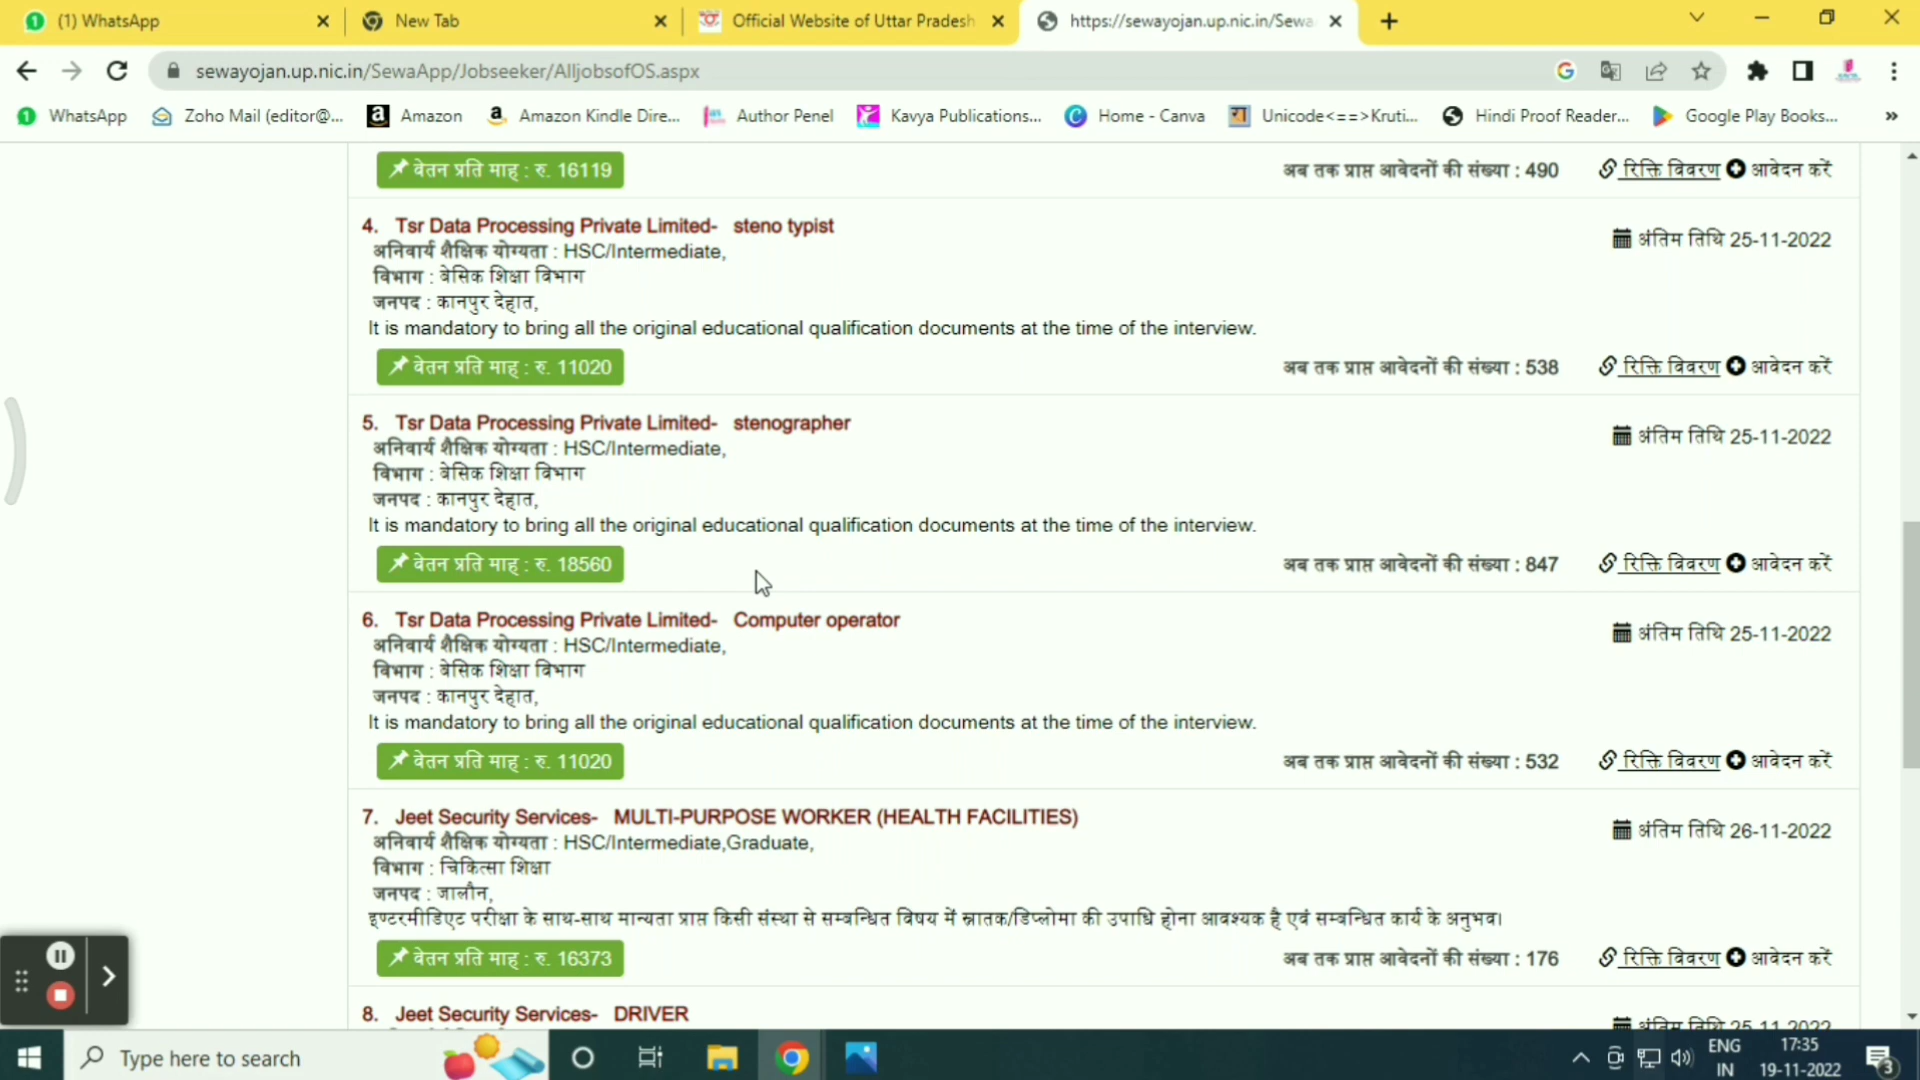 (1) WhatsApp
New Tab
Official Website of Uttar Pradesh
https://sewayojan.up.nic.in/Sewa
sewayojan.up.nic.in/SewaApp/Jobseeker/AlljobsofOS.aspx
WhatsApp Zoho Mail (editor@... Amazon Amazon Kindle Dire... Author Penel Kavya Publications... Home - Canva Unicode<==>Kruti... Hindi Proof Reader... Google Play Books... »
वेतन प्रति माह : रु. 16119 अब तक प्राप्त आवेदनों की संख्या : 490 रिक्ति विवरण आवेदन करें
4. Tsr Data Processing Private Limited- steno typist
अंतिम तिथि 25-11-2022
अनिवार्य शैक्षिक योग्यता : HSC/Intermediate,
विभाग : बेसिक शिक्षा विभाग
जनपद : कानपुर देहात,
It is mandatory to bring all the original educational qualification documents at the time of the interview.
वेतन प्रति माह : रु. 11020 अब तक प्राप्त आवेदनों की संख्या : 538 रिक्ति विवरण आवेदन करें
5. Tsr Data Processing Private Limited- stenographer
अंतिम तिथि 25-11-2022
अनिवार्य शैक्षिक योग्यता : HSC/Intermediate,
विभाग : बेसिक शिक्षा विभाग
जनपद : कानपुर देहात,
It is mandatory to bring all the original educational qualification documents at the time of the interview.
वेतन प्रति माह : रु. 18560 अब तक प्राप्त आवेदनों की संख्या : 847 रिक्ति विवरण आवेदन करें
6. Tsr Data Processing Private Limited- Computer operator
अंतिम तिथि 25-11-2022
अनिवार्य शैक्षिक योग्यता : HSC/Intermediate,
विभाग : बेसिक शिक्षा विभाग
जनपद : कानपुर देहात,
It is mandatory to bring all the original educational qualification documents at the time of the interview.
वेतन प्रति माह : रु. 11020 अब तक प्राप्त आवेदनों की संख्या : 532 रिक्ति विवरण आवेदन करें
7. Jeet Security Services- MULTI-PURPOSE WORKER (HEALTH FACILITIES)
अंतिम तिथि 26-11-2022
अनिवार्य शैक्षिक योग्यता : HSC/Intermediate,Graduate,
विभाग : चिकित्सा शिक्षा
जनपद : जालौन,
इण्टरमीडिएट परीक्षा के साथ-साथ मान्यता प्राप्त किसी संस्था से सम्बन्धित विषय में स्नातक/डिप्लोमा की उपाधि होना आवश्यक है एवं सम्बन्धित कार्य के अनुभव।
वेतन प्रति माह : रु. 16373 अब तक प्राप्त आवेदनों की संख्या : 176 रिक्ति विवरण आवेदन करें
8. Jeet Security Services- DRIVER
अंतिम तिथि 25-11-2022
Type here to search
ENG
IN
17:35
19-11-2022
3